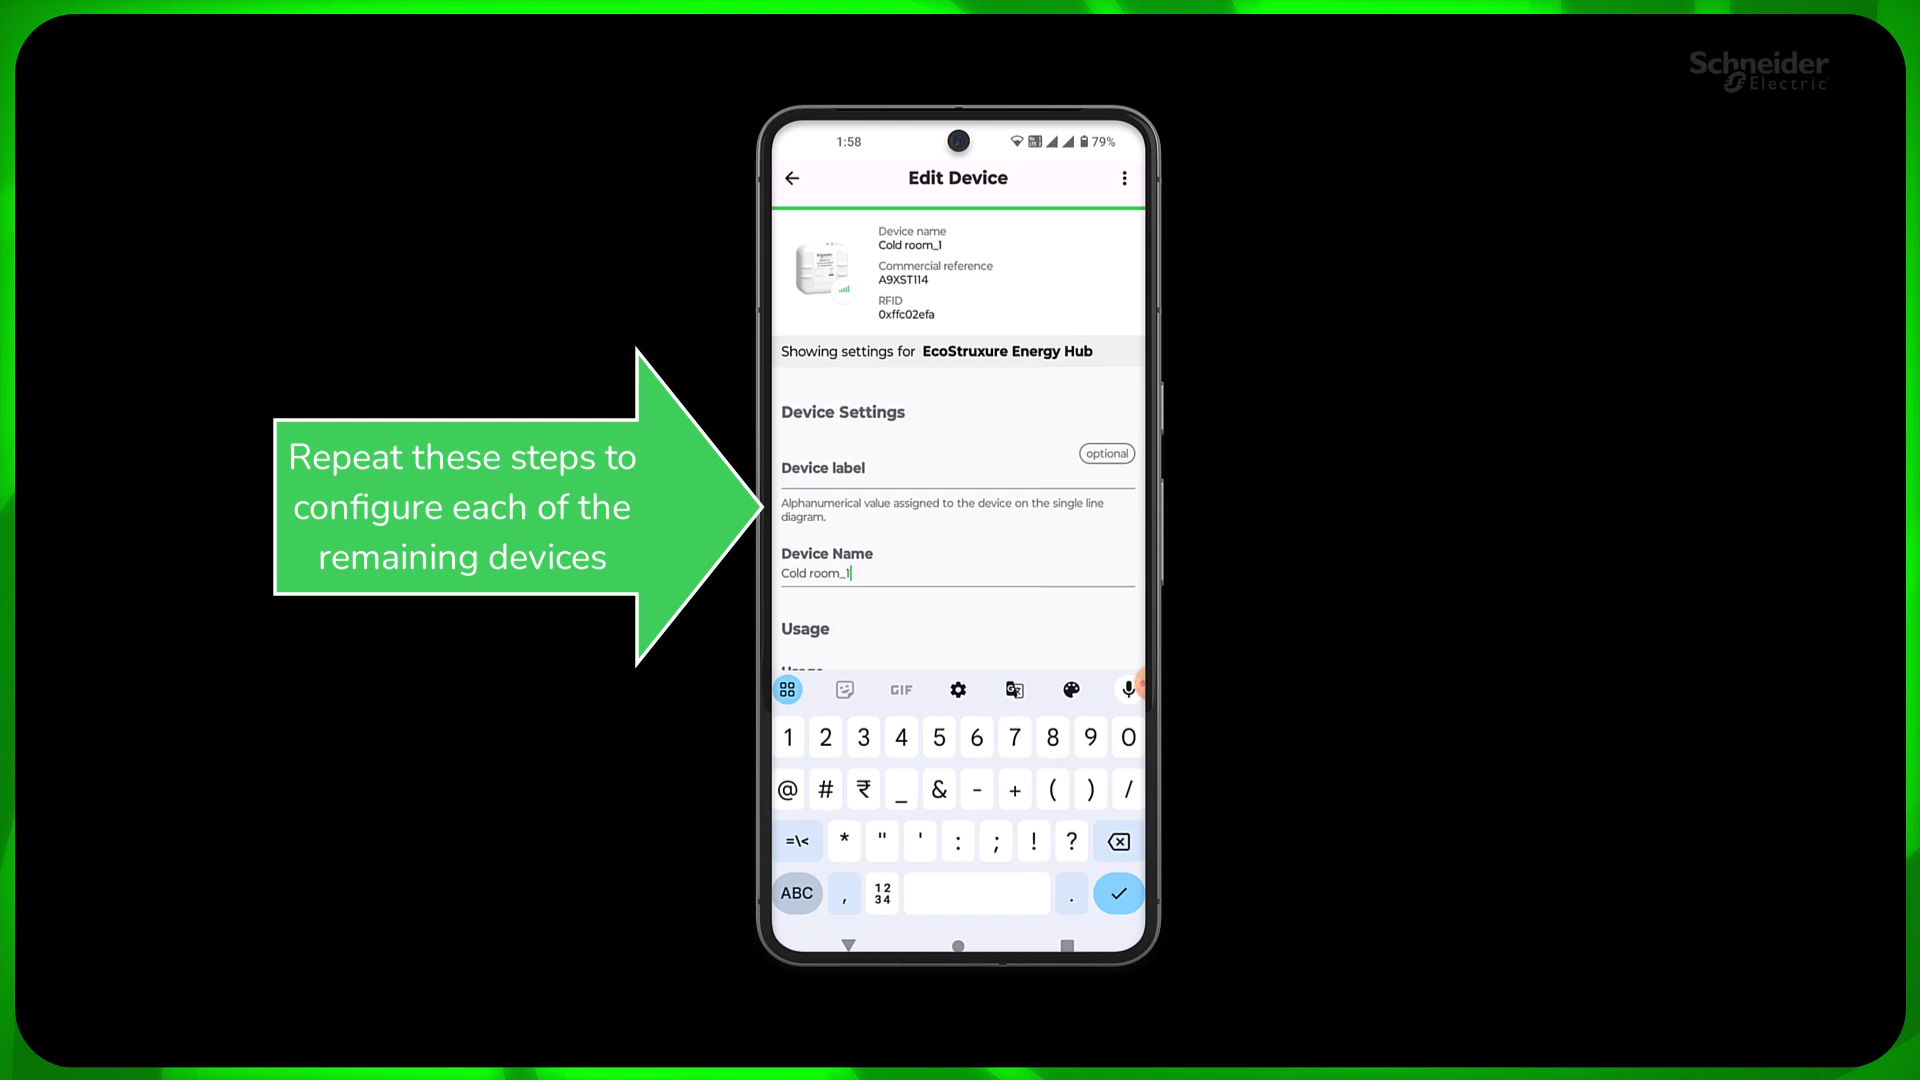 Schneider
Electric
1:58
79%
Edit Device
Device name
Cold room_1
Commercial reference
A9XST114
RFID
0xffc02efa
Showing settings for EcoStruxure Energy Hub
Device Settings
optional
Device label
Alphanumerical value assigned to the device on the single line
diagram.
Device Name
Cold room_1
Usage
Repeat these steps to
configure each of the
remaining devices
GIF
1 2 3 4 5 6 7 8 9 0
@ # ₹ _ & - + ( ) /
=\< * " ' : ; ! ?
ABC , 12 .
34